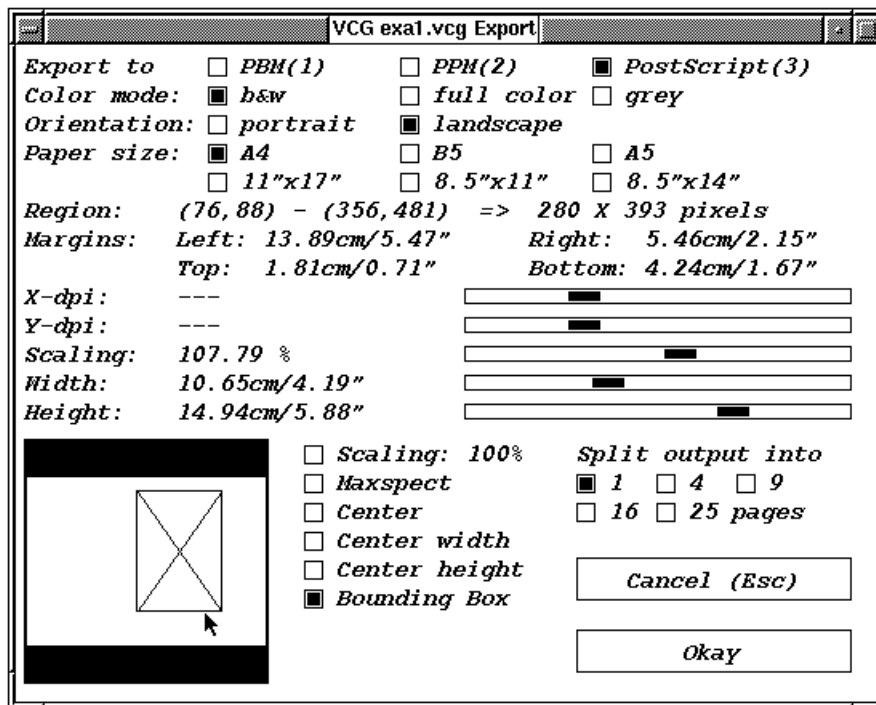 VCG exa1.vcg Export
Export to PBM(1) PPM(2) PostScript(3)
Color mode: b&w full color grey
Orientation: portrait landscape
Paper size: A4 B5 A5
11"x17" 8.5"x11" 8.5"x14"
Region: (76,88) - (356,481) => 280 X 393 pixels
Margins: Left: 13.89cm/5.47" Right: 5.46cm/2.15"
Top: 1.81cm/0.71" Bottom: 4.24cm/1.67"
X-dpi: ---
Y-dpi: ---
Scaling: 107.79 %
Width: 10.65cm/4.19"
Height: 14.94cm/5.88"
Scaling: 100% Split output into
Maxspect 1 4 9
Center 16 25 pages
Center width
Center height
Bounding Box
Cancel (Esc)
Okay